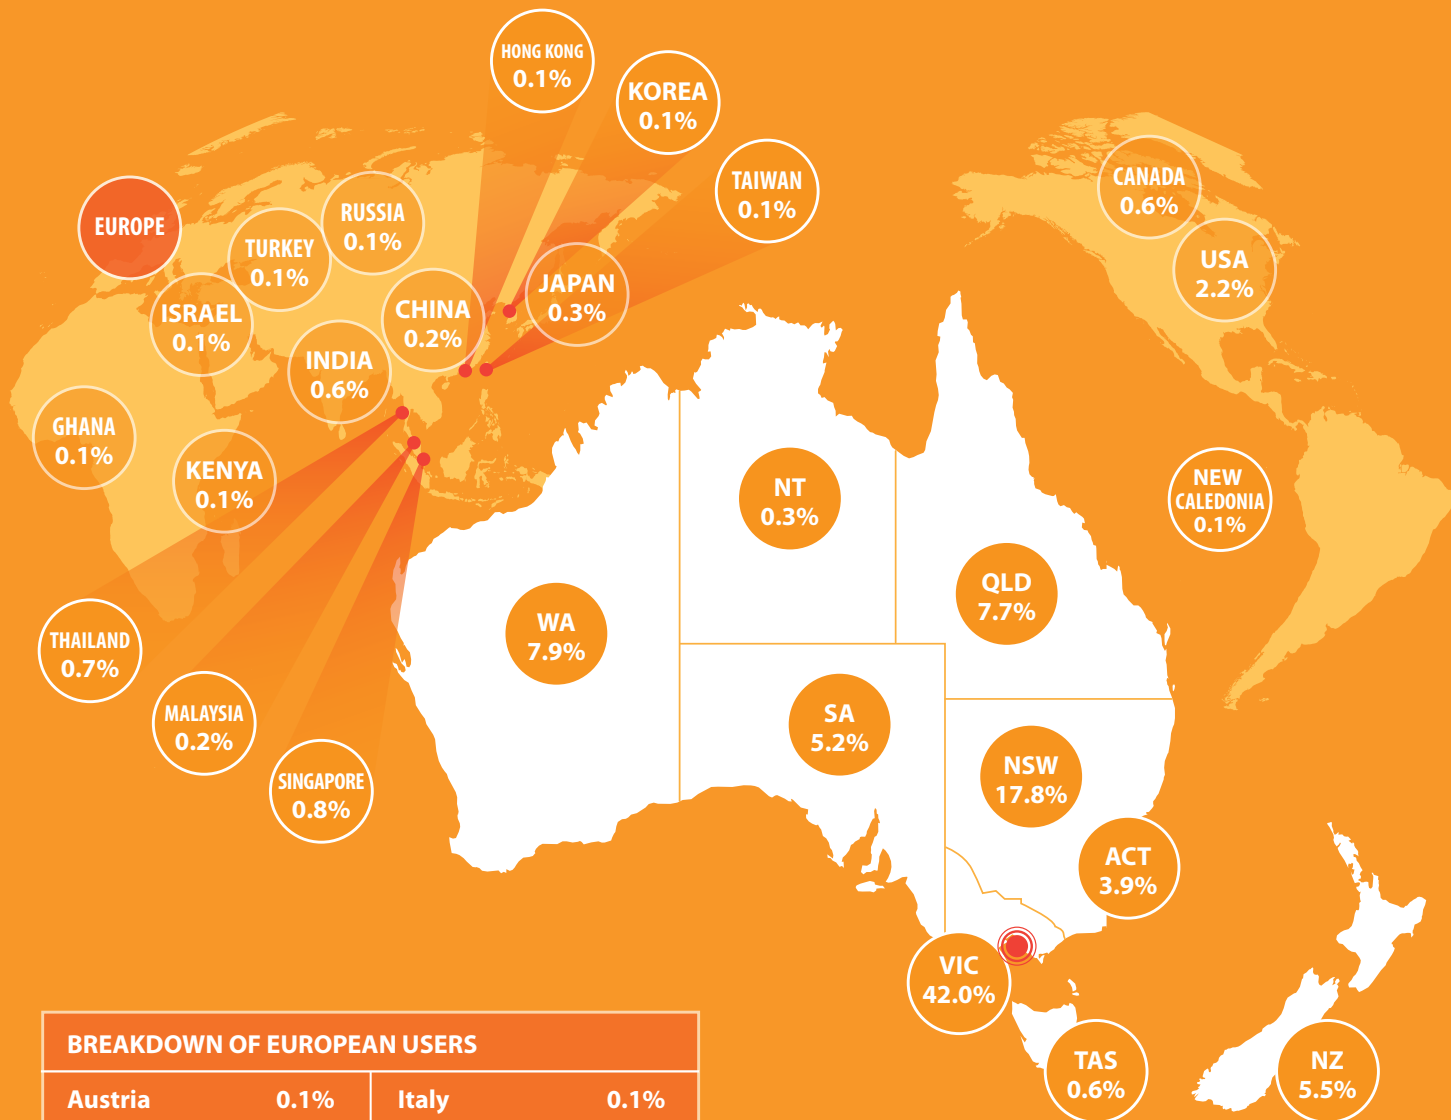 HONG KONG
0.1%
KOREA
0.1%
TAIWAN
0.1%
CANADA
0.6%
USA
2.2%
EUROPE
RUSSIA
0.1%
TURKEY
0.1%
ISRAEL
0.1%
CHINA
0.2%
JAPAN
0.3%
INDIA
0.6%
GHANA
0.1%
KENYA
0.1%
NEW
CALEDONIA
0.1%
NT
0.3%
QLD
7.7%
WA
7.9%
THAILAND
0.7%
MALAYSIA
0.2%
SINGAPORE
0.8%
SA
5.2%
NSW
17.8%
ACT
3.9%
VIC
42.0%
TAS
0.6%
NZ
5.5%
BREAKDOWN OF EUROPEAN USERS
Austria 0.1% Italy 0.1%